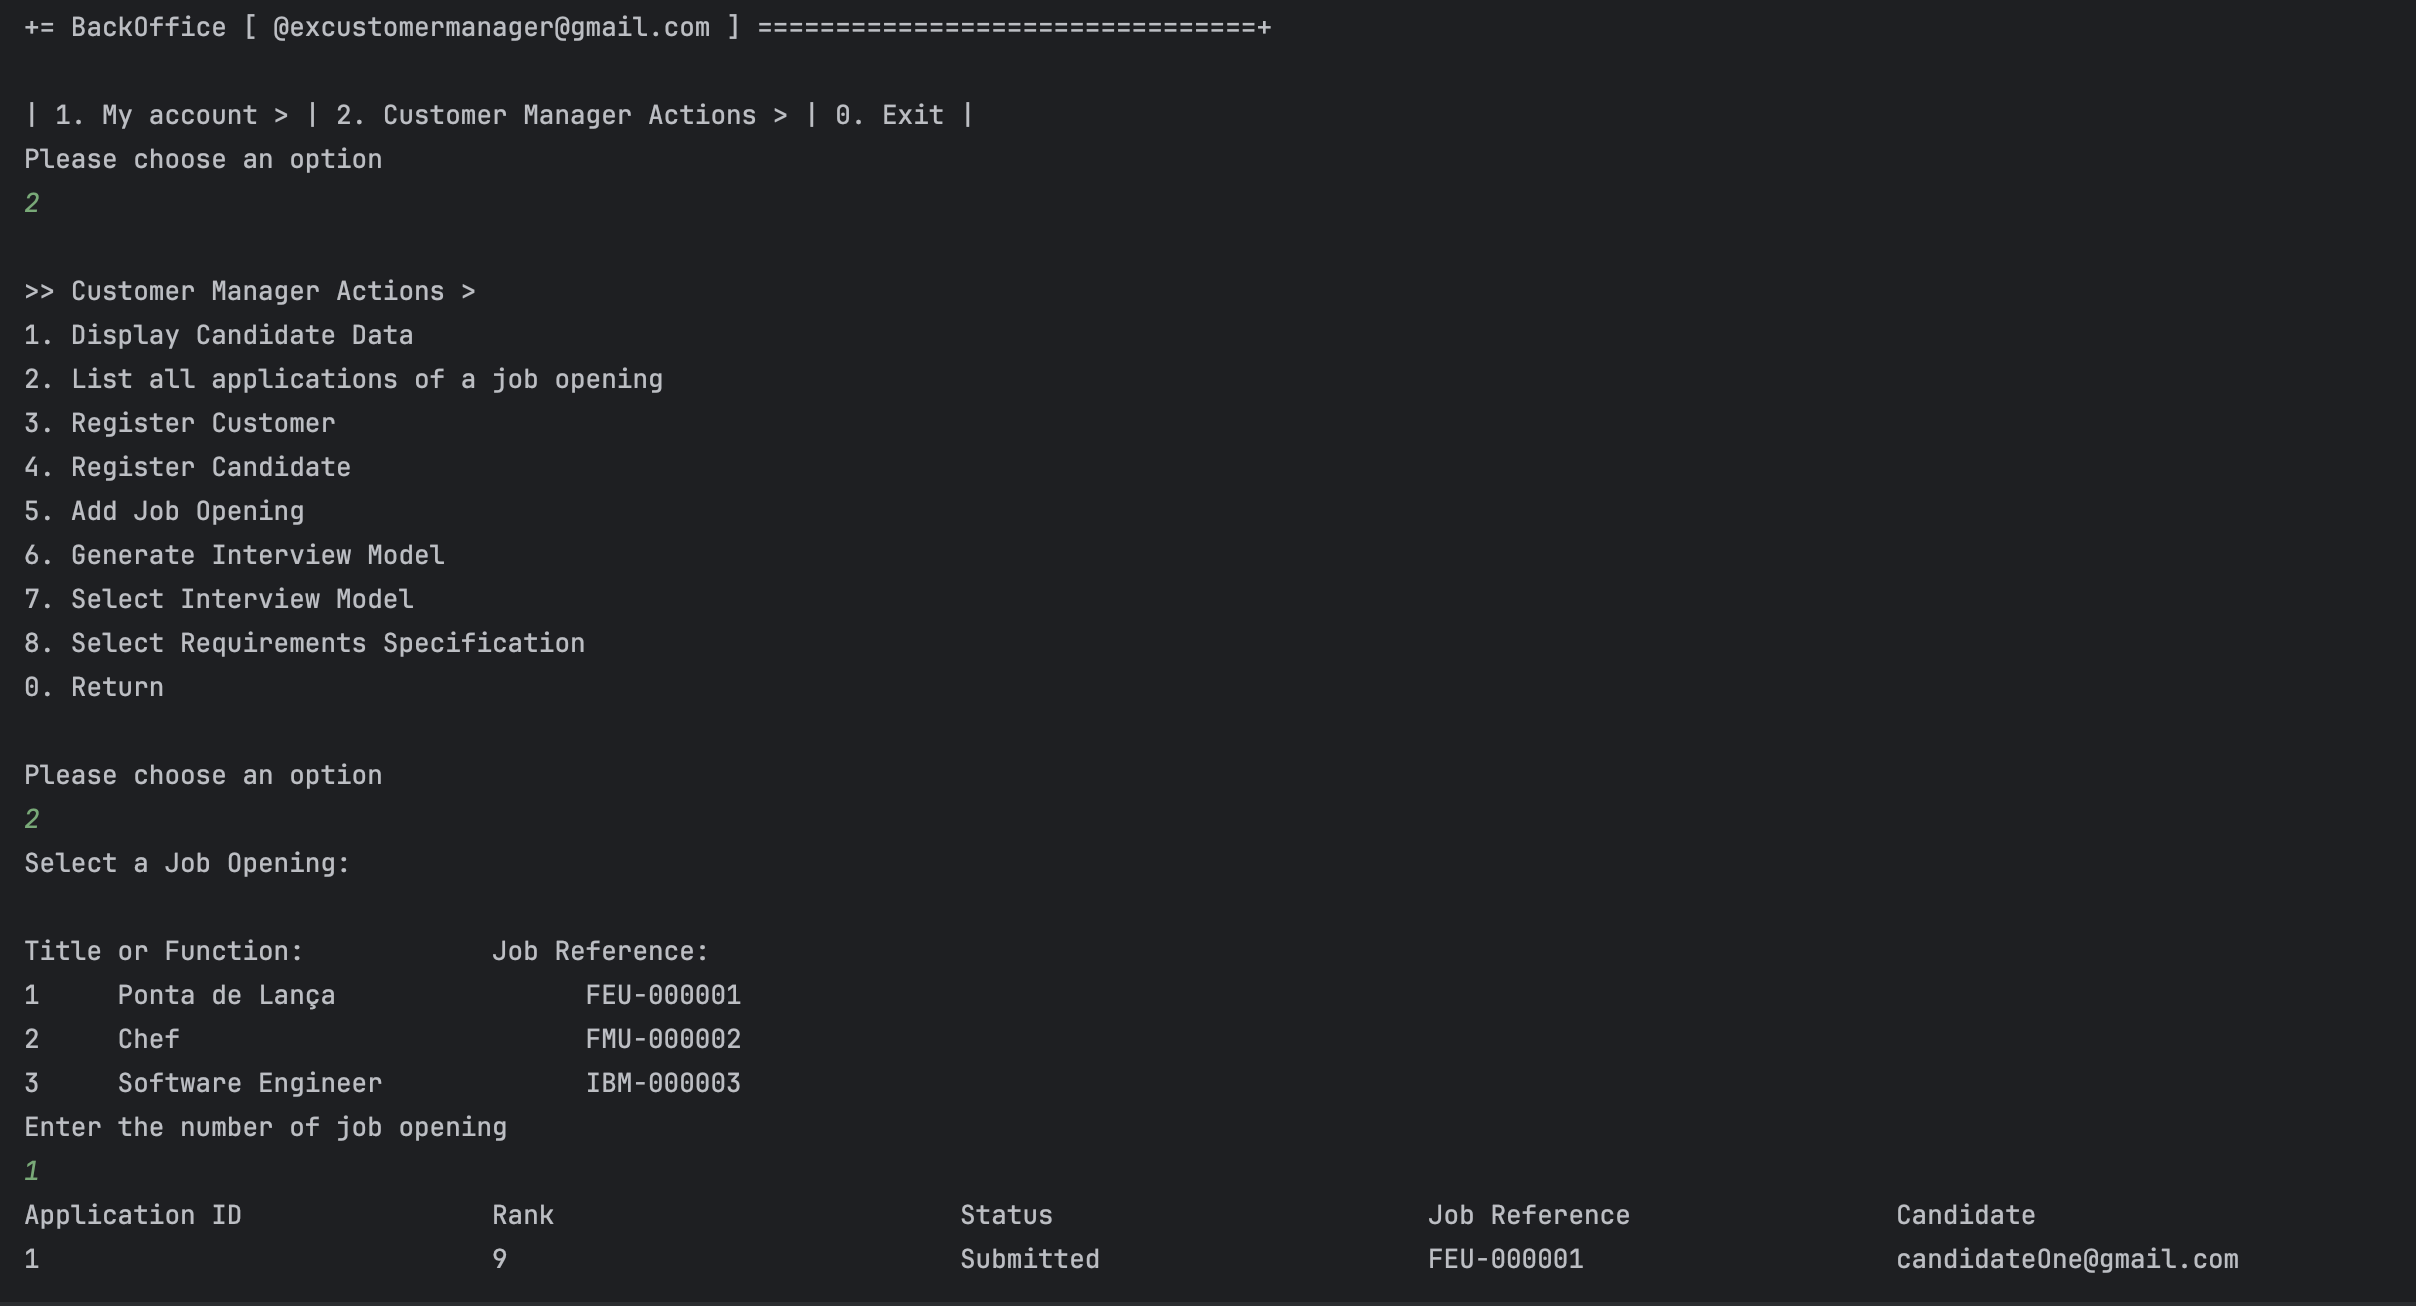 += BackOffice [ @excustomermanager@gmail.com ] ================================+
| 1. My account > | 2. Customer Manager Actions > | 0. Exit |
Please choose an option
2
>> Customer Manager Actions >
1. Display Candidate Data
2. List all applications of a job opening
3. Register Customer
4. Register Candidate
5. Add Job Opening
6. Generate Interview Model
7. Select Interview Model
8. Select Requirements Specification
0. Return
Please choose an option
2
Select a Job Opening:
Title or Function: Job Reference:
1 Ponta de Lança FEU-000001
2 Chef FMU-000002
3 Software Engineer IBM-000003
Enter the number of job opening
1
Application ID Rank Status Job Reference Candidate
1 9 Submitted FEU-000001 candidateOne@gmail.com